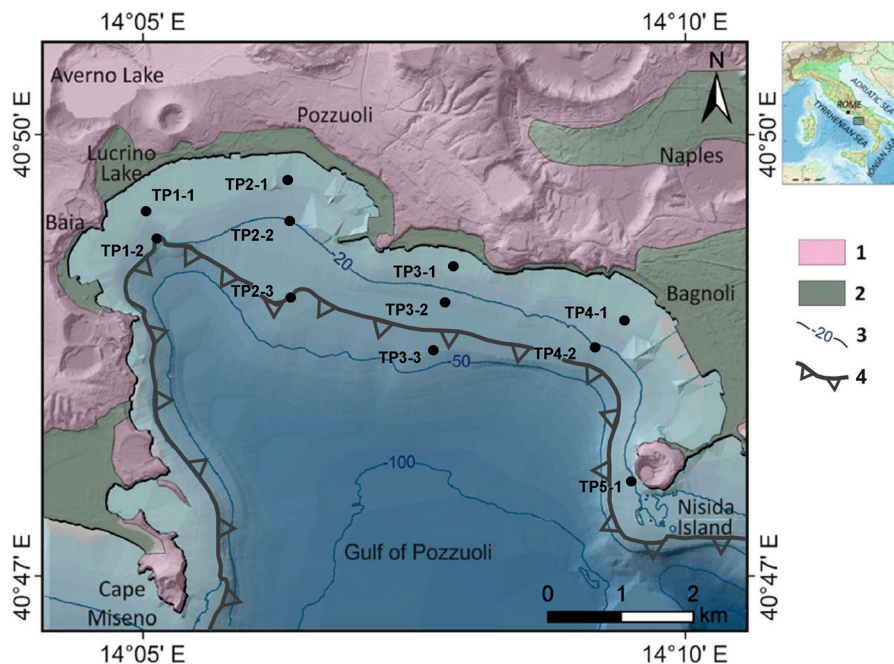 14°05' E
14°10' E
40°50' N
40°50' N
Averno Lake
Pozzuoli
N
Lucrino
Lake
Naples
TP1-1
TP2-1
Baia
TP1-2
TP2-2
-20
TP3-1
TP2-3
TP3-2
TP4-1
Bagnoli
TP3-3
-50
TP4-2
-100
TP5-1
Nisida
Island
Gulf of Pozzuoli
Cape
Miseno
0
1
2
km
40°47' N
40°47' N
14°05' E
14°10' E
ADRIATIC SEA
ROME
TYRRHENIAN SEA
IONIAN SEA
1
2
-20
3
4